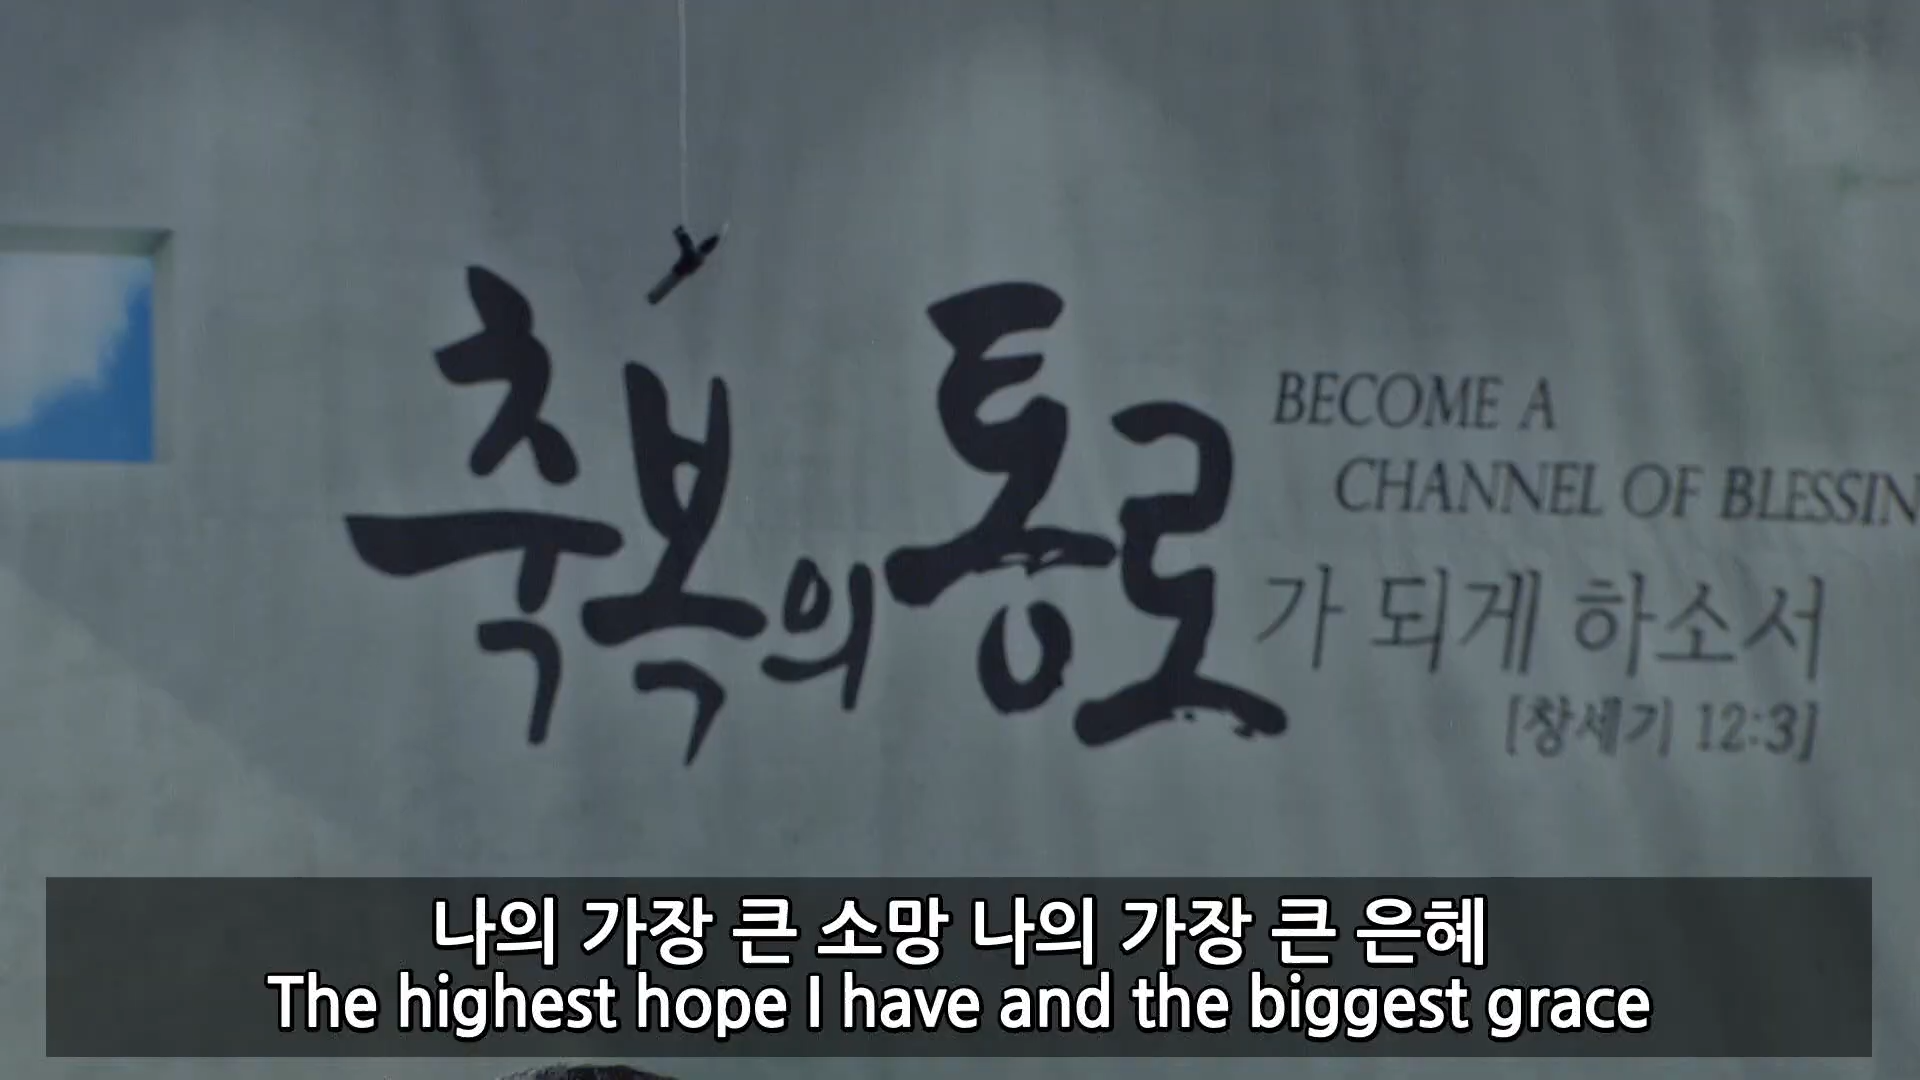 축복의 통로
BECOME A
CHANNEL OF BLESSIN
가 되게 하소서
[창세기 12:3]
나의 가장 큰 소망 나의 가장 큰 은혜
The highest hope I have and the biggest grace